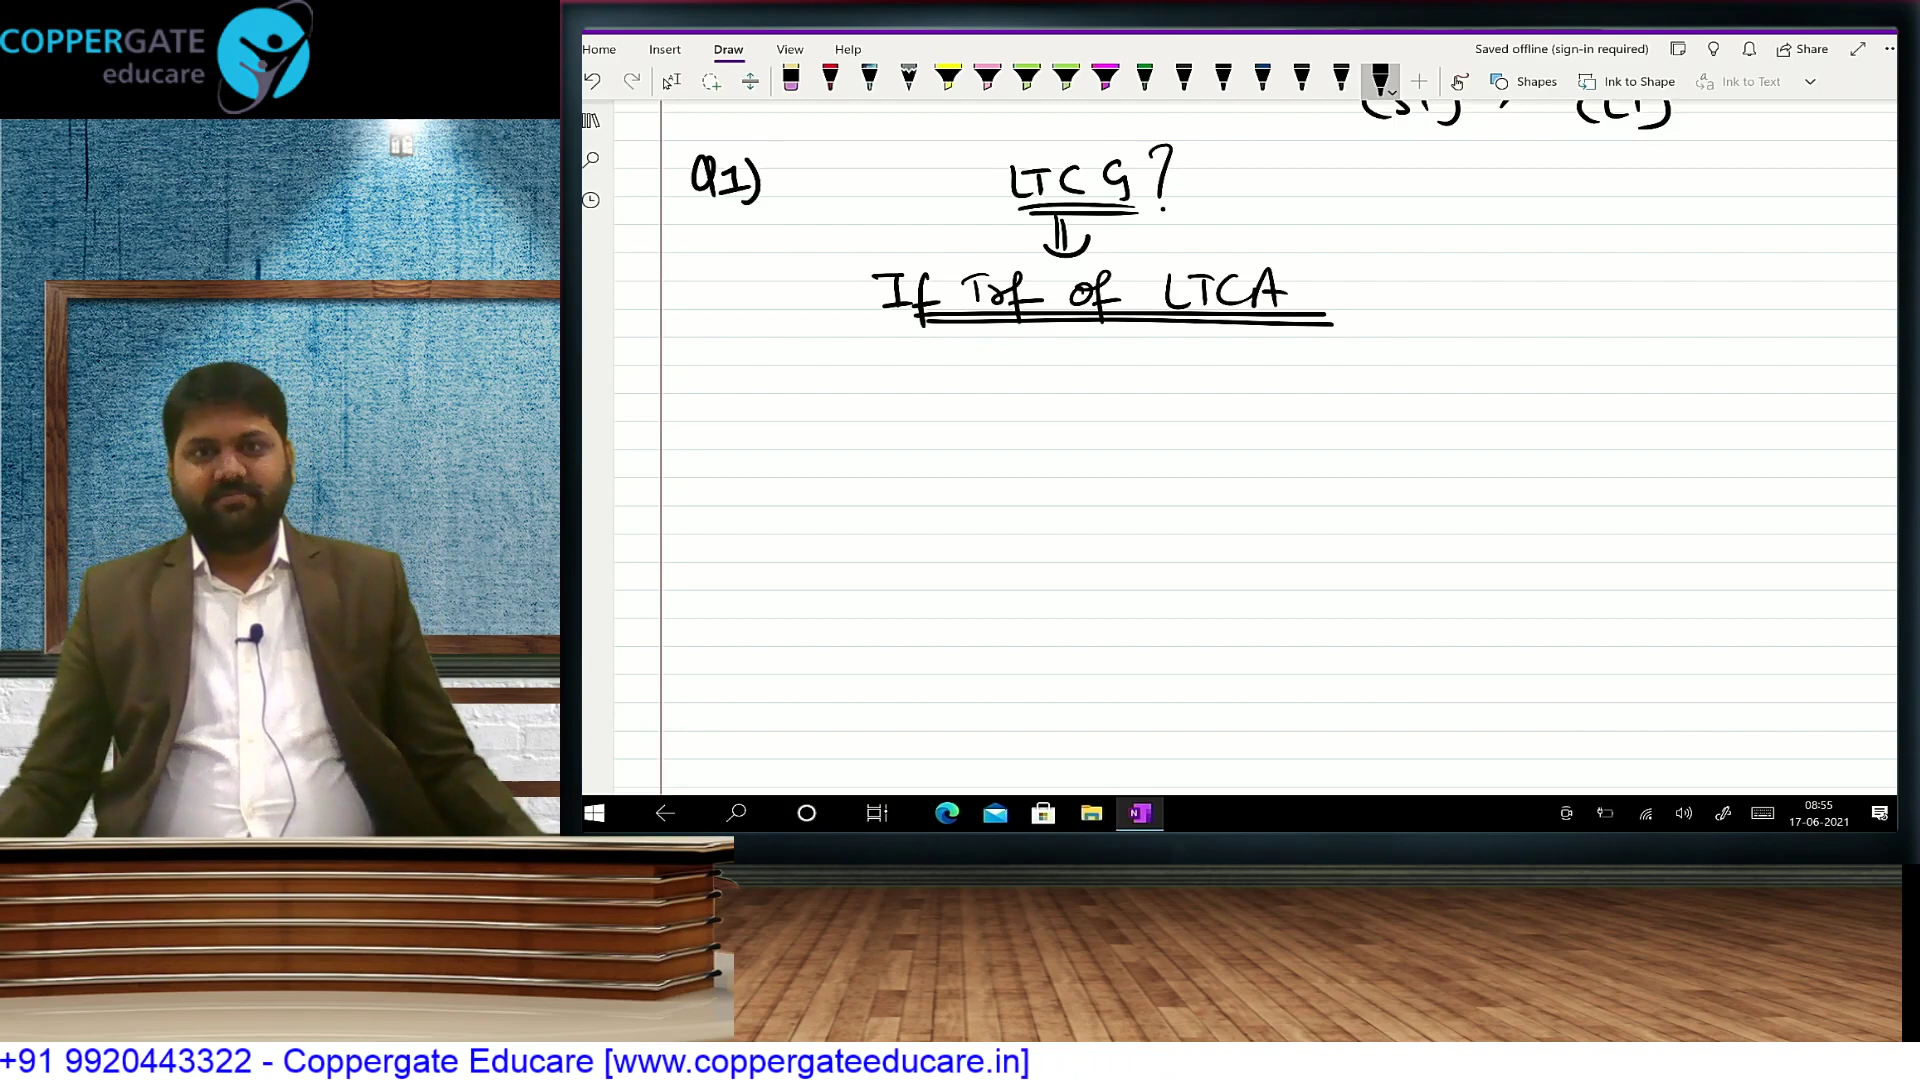 COPPERGATE
educare
Home Insert Draw View Help
Saved offline (sign-in required) Share
Shapes Ink to Shape Ink to Text
(ST) (LT)
Q1) LTCG?
If Trf of LTCA
08:55
17-06-2021
+91 9920443322 - Coppergate Educare [www.coppergateeducare.in]